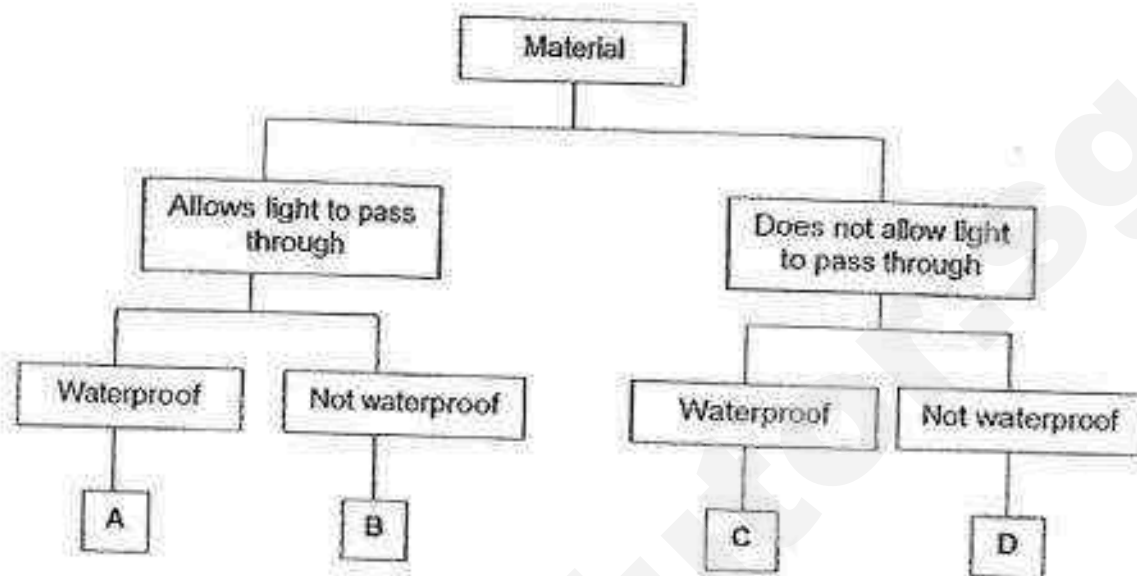 Material
Allows light to pass
through
Does not allow light
to pass through
Waterproof
Not waterproof
Waterproof
Not waterproof
A
B
C
D